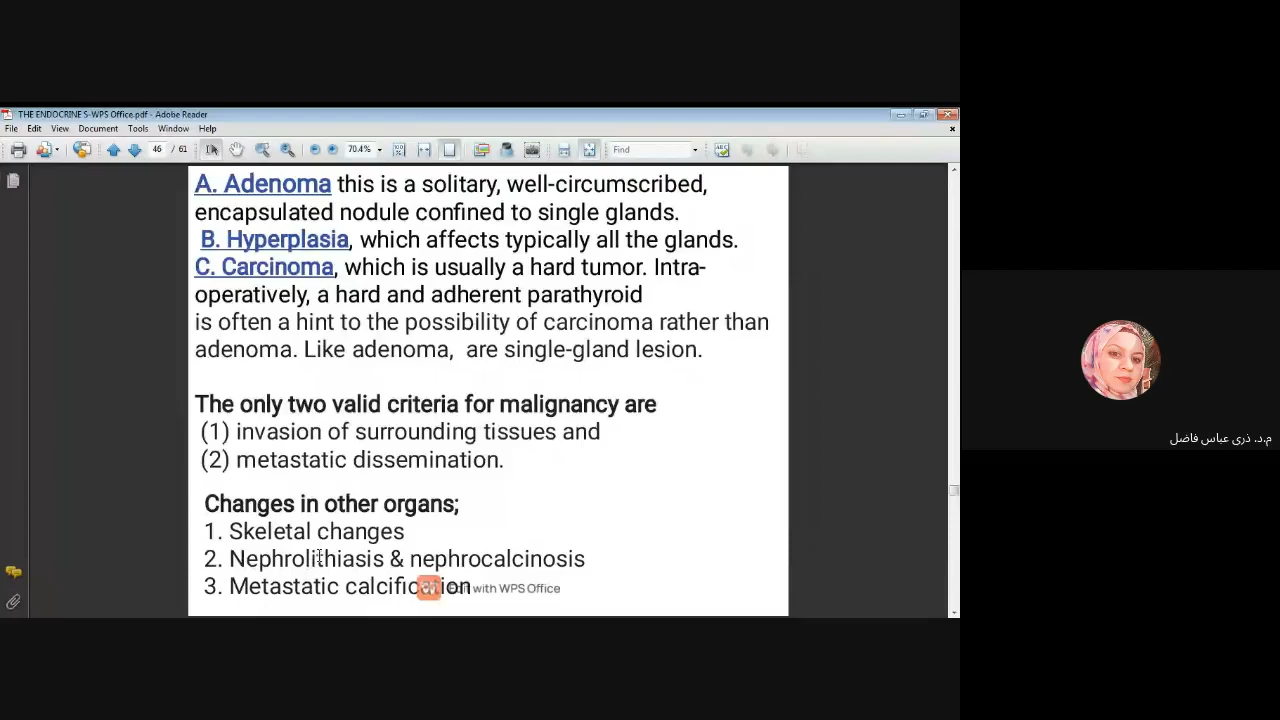 THE ENDOCRINE S-WPS Office.pdf - Adobe Reader
File Edit View Document Tools Window Help
46 / 61 70.4% Find
A. Adenoma this is a solitary, well-circumscribed,
encapsulated nodule confined to single glands.
B. Hyperplasia, which affects typically all the glands.
C. Carcinoma, which is usually a hard tumor. Intra-
operatively, a hard and adherent parathyroid
is often a hint to the possibility of carcinoma rather than
adenoma. Like adenoma, are single-gland lesion.
The only two valid criteria for malignancy are
(1) invasion of surrounding tissues and
(2) metastatic dissemination.
Changes in other organs;
1. Skeletal changes
2. Nephrolithiasis & nephrocalcinosis
3. Metastatic calcification
Edit with WPS Office
م.د. ذرى عباس فاضل